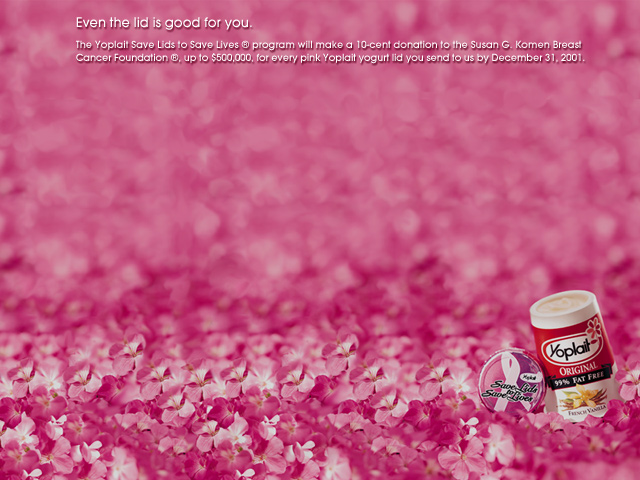 Even the lid is good for you.
The Yoplait Save Lids to Save Lives ® program will make a 10-cent donation to the Susan G. Komen Breast
Cancer Foundation ®, up to $500,000, for every pink Yoplait yogurt lid you send to us by December 31, 2001.
Yoplait
ORIGINAL
99% FAT FREE
FRENCH VANILLA
Yoplait
Save Lids
to
Save Lives